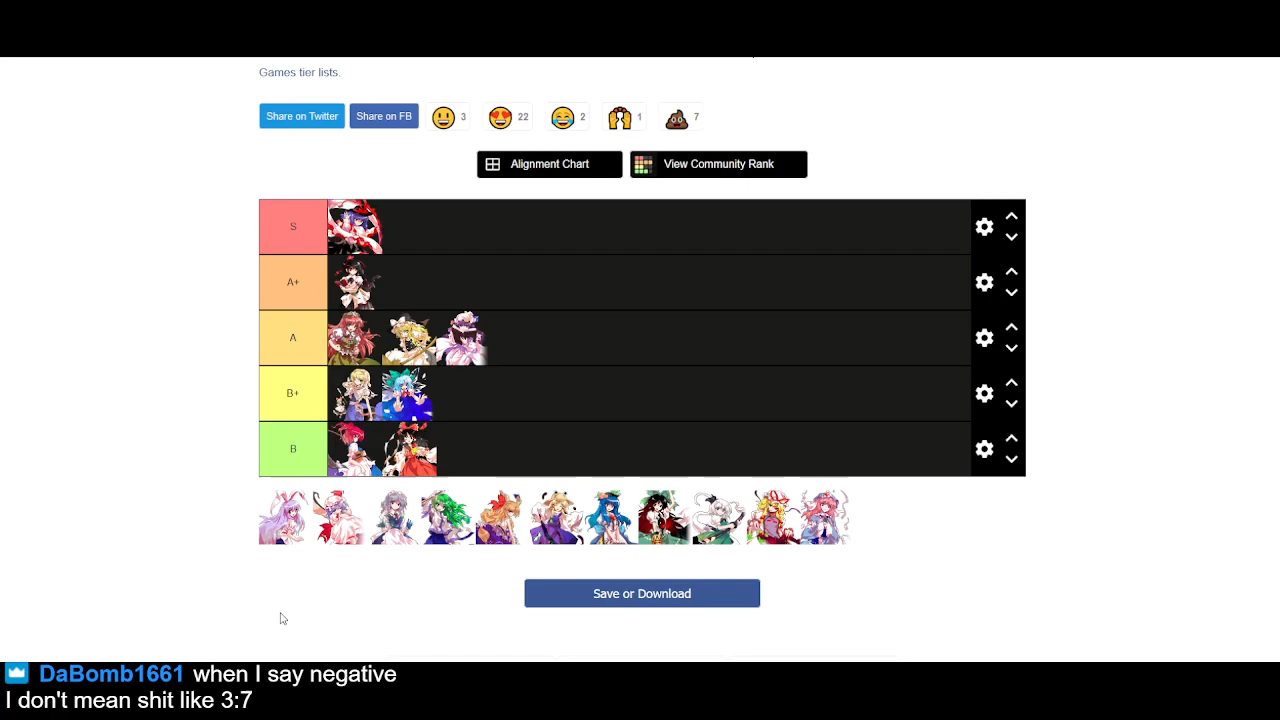 Games tier lists.
Share on Twitter
Share on FB
3
22
2
1
7
Alignment Chart
View Community Rank
S
A+
A
B+
B
Save or Download
DaBomb1661 when I say negative
I don't mean shit like 3:7